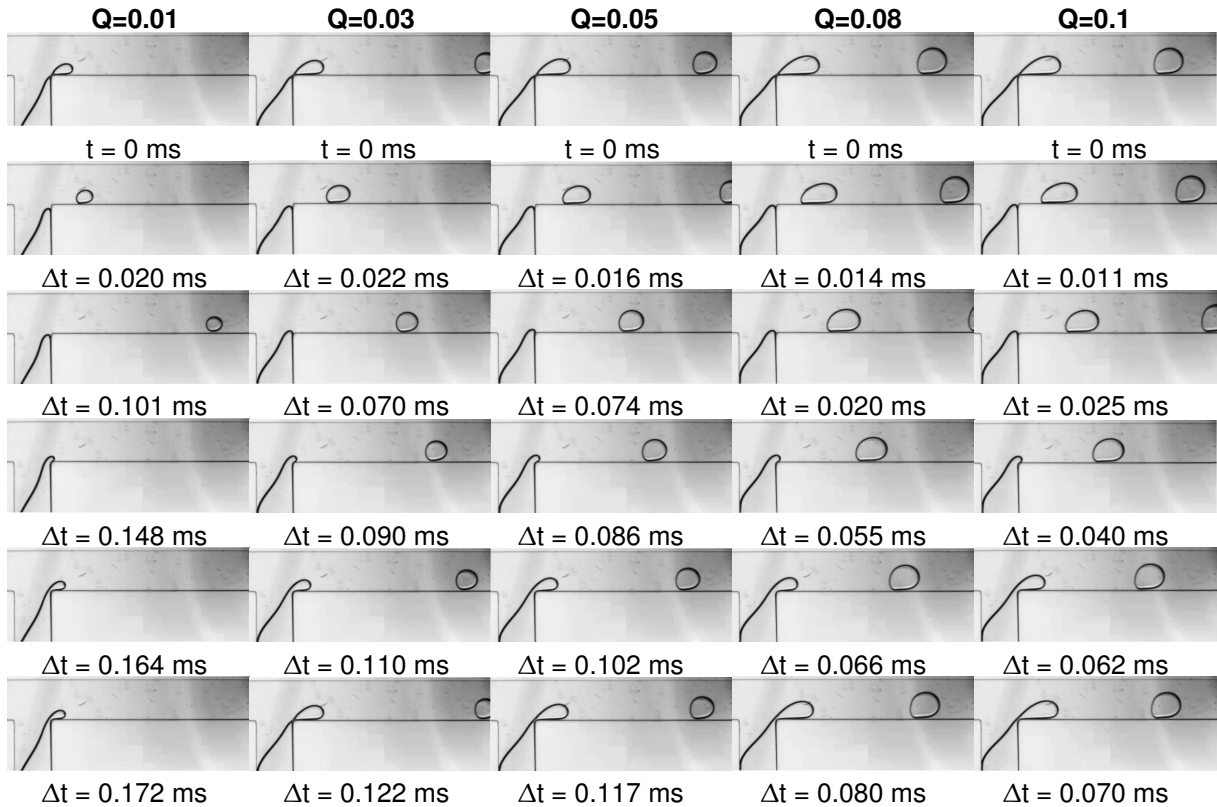 Q=0.01 Q=0.03 Q=0.05 Q=0.08 Q=0.1
t = 0 ms t = 0 ms t = 0 ms t = 0 ms t = 0 ms
Δt = 0.020 ms Δt = 0.022 ms Δt = 0.016 ms Δt = 0.014 ms Δt = 0.011 ms
Δt = 0.101 ms Δt = 0.070 ms Δt = 0.074 ms Δt = 0.020 ms Δt = 0.025 ms
Δt = 0.148 ms Δt = 0.090 ms Δt = 0.086 ms Δt = 0.055 ms Δt = 0.040 ms
Δt = 0.164 ms Δt = 0.110 ms Δt = 0.102 ms Δt = 0.066 ms Δt = 0.062 ms
Δt = 0.172 ms Δt = 0.122 ms Δt = 0.117 ms Δt = 0.080 ms Δt = 0.070 ms